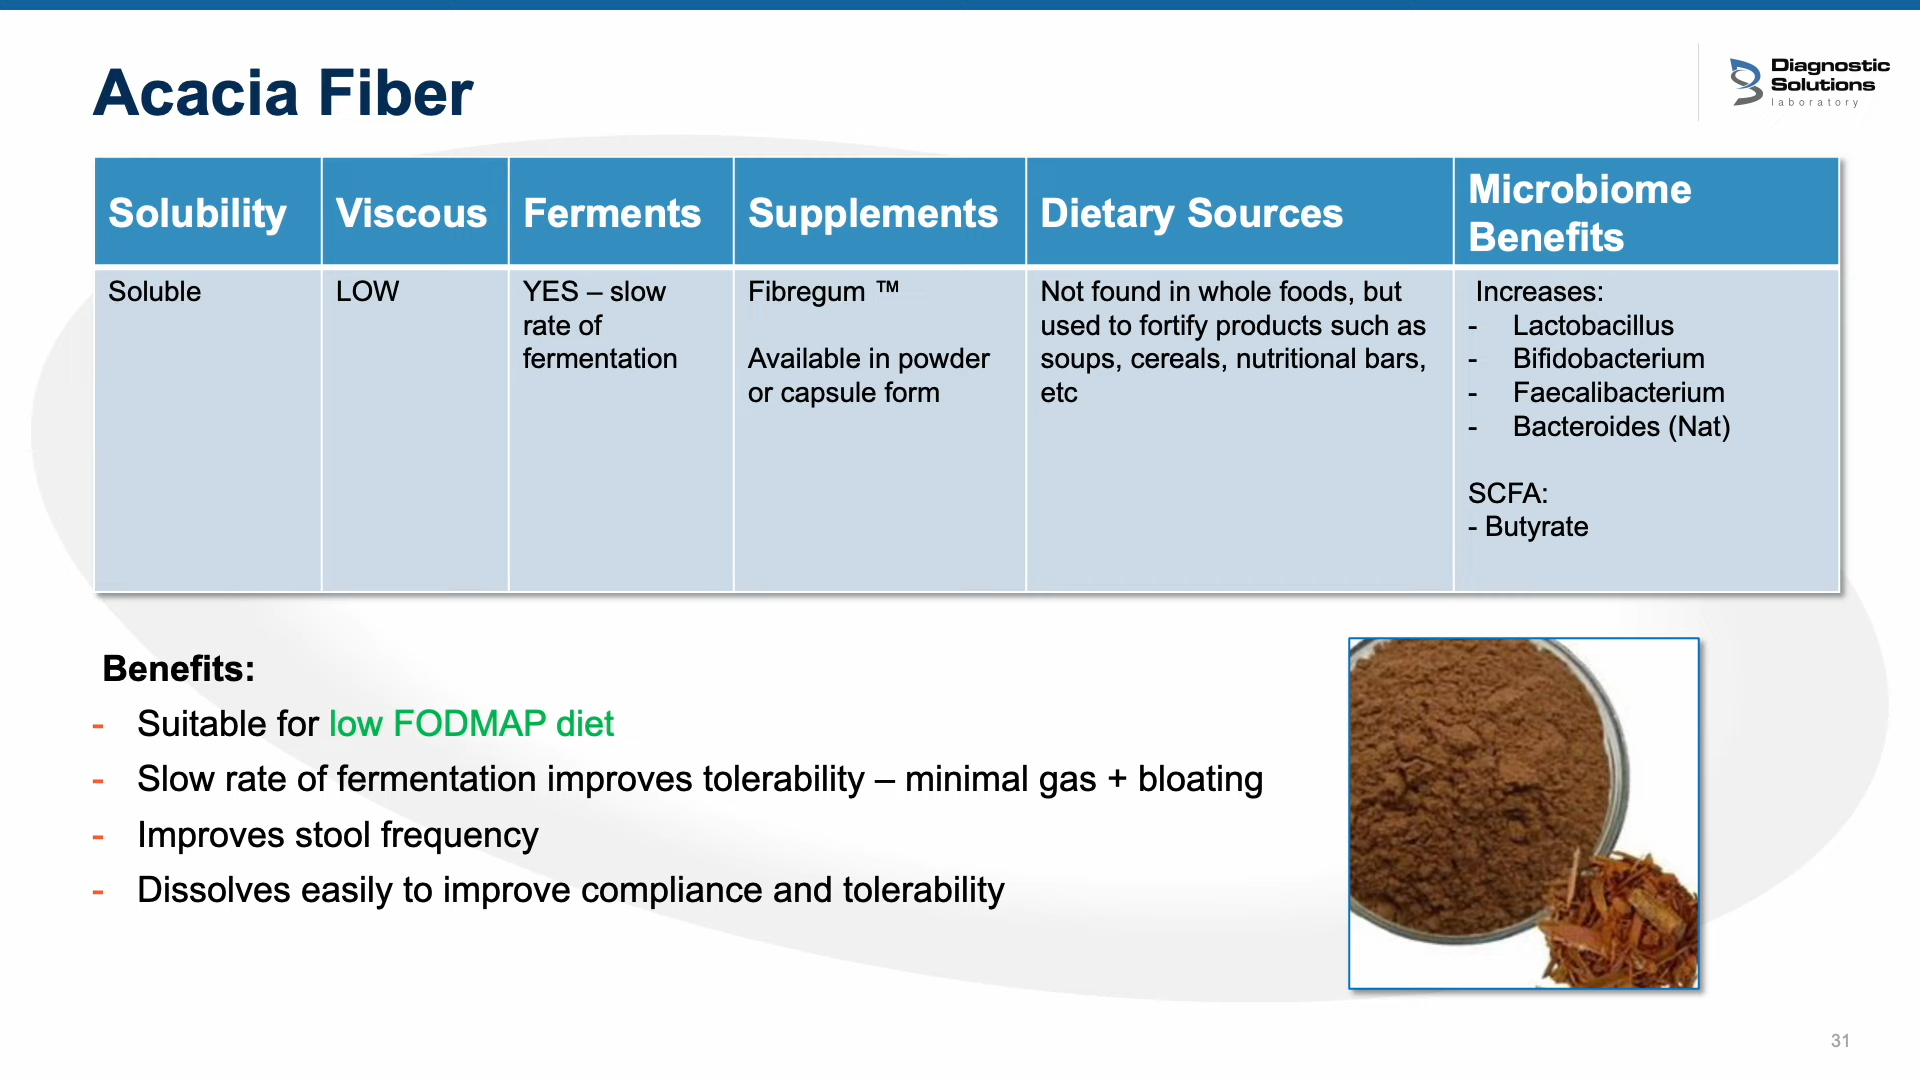 Acacia Fiber
Diagnostic
Solutions
laboratory
Solubility
Viscous
Ferments
Supplements
Dietary Sources
Microbiome
Benefits
Soluble
LOW
YES – slow
rate of
fermentation
Fibregum ™
Available in powder
or capsule form
Not found in whole foods, but
used to fortify products such as
soups, cereals, nutritional bars,
etc
Increases:
- Lactobacillus
- Bifidobacterium
- Faecalibacterium
- Bacteroides (Nat)
SCFA:
- Butyrate
Benefits:
- Suitable for low FODMAP diet
- Slow rate of fermentation improves tolerability – minimal gas + bloating
- Improves stool frequency
- Dissolves easily to improve compliance and tolerability
31